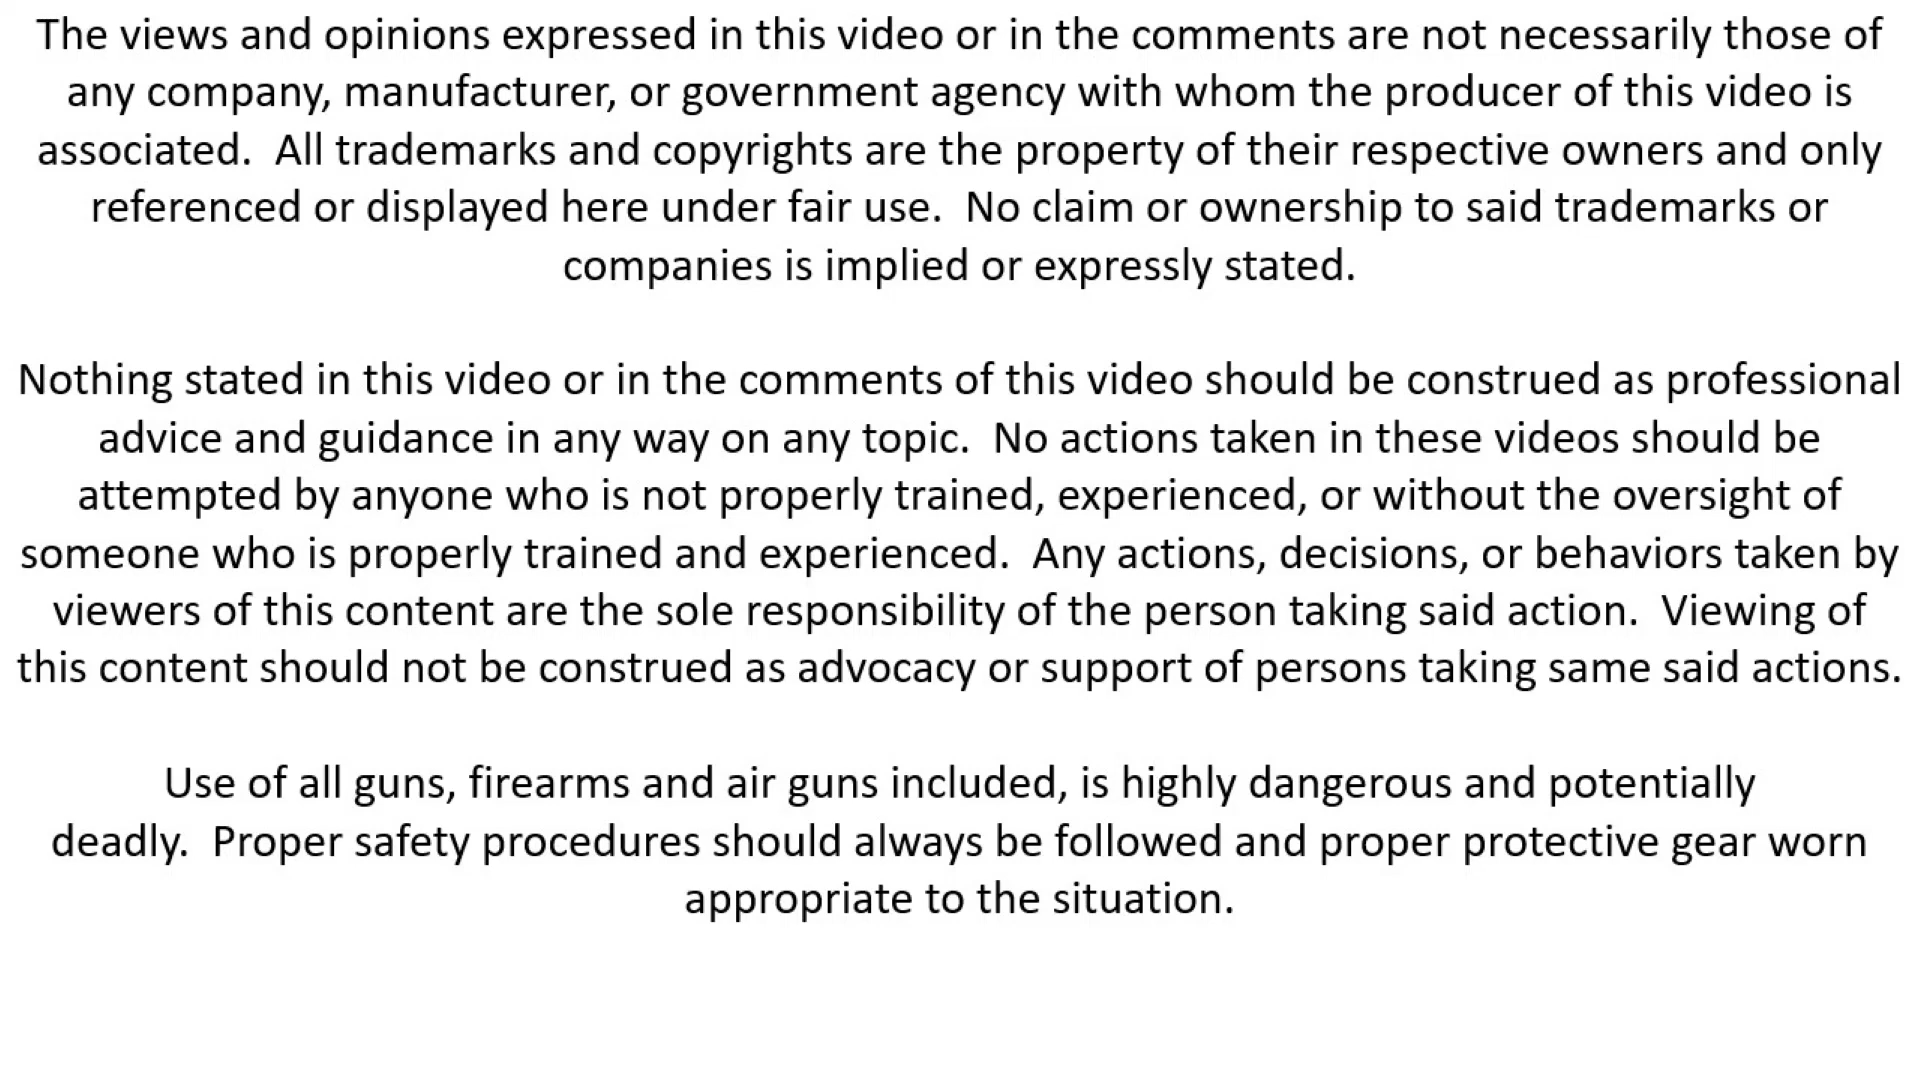 The views and opinions expressed in this video or in the comments are not necessarily those of
any company, manufacturer, or government agency with whom the producer of this video is
associated.  All trademarks and copyrights are the property of their respective owners and only
referenced or displayed here under fair use.  No claim or ownership to said trademarks or
companies is implied or expressly stated.
Nothing stated in this video or in the comments of this video should be construed as professional
advice and guidance in any way on any topic.  No actions taken in these videos should be
attempted by anyone who is not properly trained, experienced, or without the oversight of
someone who is properly trained and experienced.  Any actions, decisions, or behaviors taken by
viewers of this content are the sole responsibility of the person taking said action.  Viewing of
this content should not be construed as advocacy or support of persons taking same said actions.
Use of all guns, firearms and air guns included, is highly dangerous and potentially
deadly.  Proper safety procedures should always be followed and proper protective gear worn
appropriate to the situation.